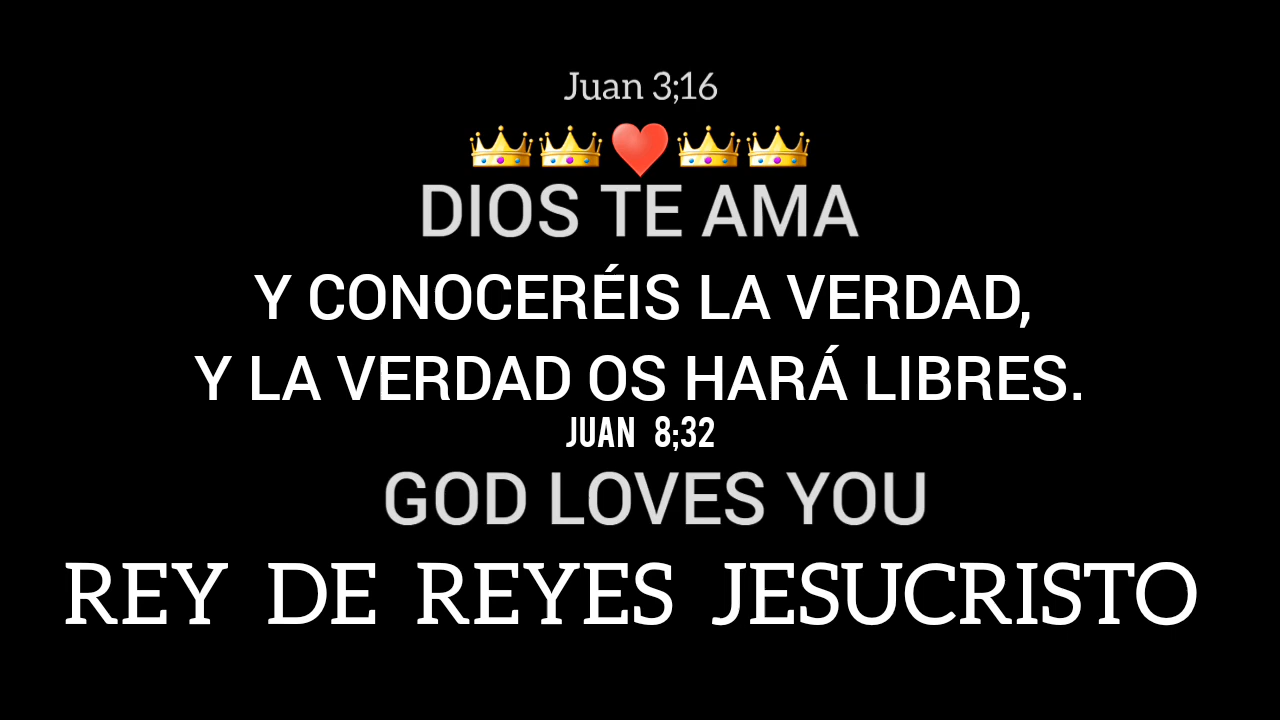 Juan 3;16
👑👑♥️👑👑
DIOS TE AMA
Y CONOCERÉIS LA VERDAD,
Y LA VERDAD OS HARÁ LIBRES.
JUAN 8;32
GOD LOVES YOU
REY DE REYES JESUCRISTO